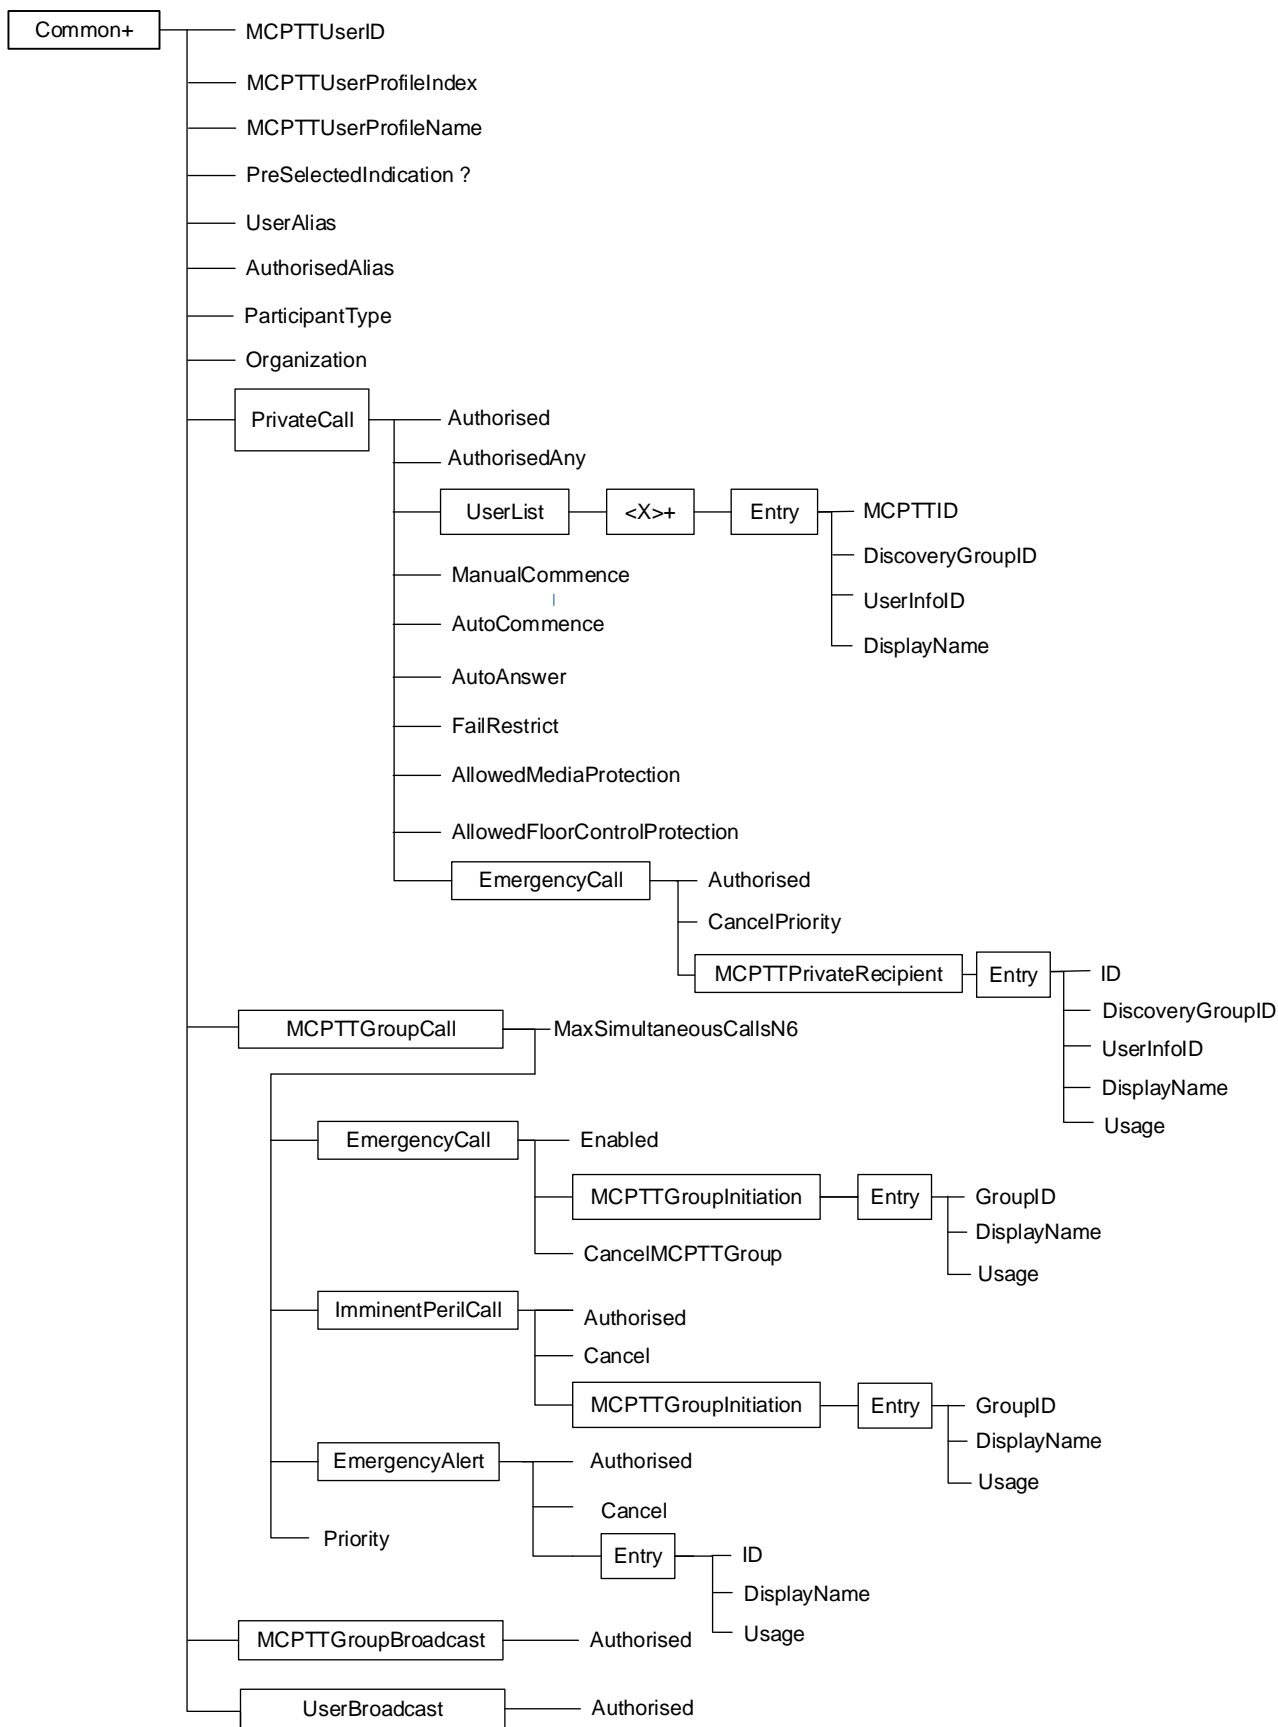 Common+
MCPTTUserID
MCPTTUserProfileIndex
MCPTTUserProfileName
PreSelectedIndication ?
UserAlias
AuthorisedAlias
ParticipantType
Organization
PrivateCall
Authorised
AuthorisedAny
UserList
<X>+
Entry
MCPTTID
DiscoveryGroupID
UserInfoID
DisplayName
ManualCommence
AutoCommence
AutoAnswer
FailRestrict
AllowedMediaProtection
AllowedFloorControlProtection
EmergencyCall
Authorised
CancelPriority
MCPTTPrivateRecipient
Entry
ID
DiscoveryGroupID
UserInfoID
DisplayName
Usage
MCPTTGroupCall
MaxSimultaneousCallsN6
EmergencyCall
Enabled
MCPTTGroupInitiation
Entry
GroupID
DisplayName
Usage
CancelMCPTTGroup
ImminentPerilCall
Authorised
Cancel
MCPTTGroupInitiation
Entry
GroupID
DisplayName
Usage
EmergencyAlert
Authorised
Cancel
Entry
ID
DisplayName
Usage
Priority
MCPTTGroupBroadcast
Authorised
UserBroadcast
Authorised